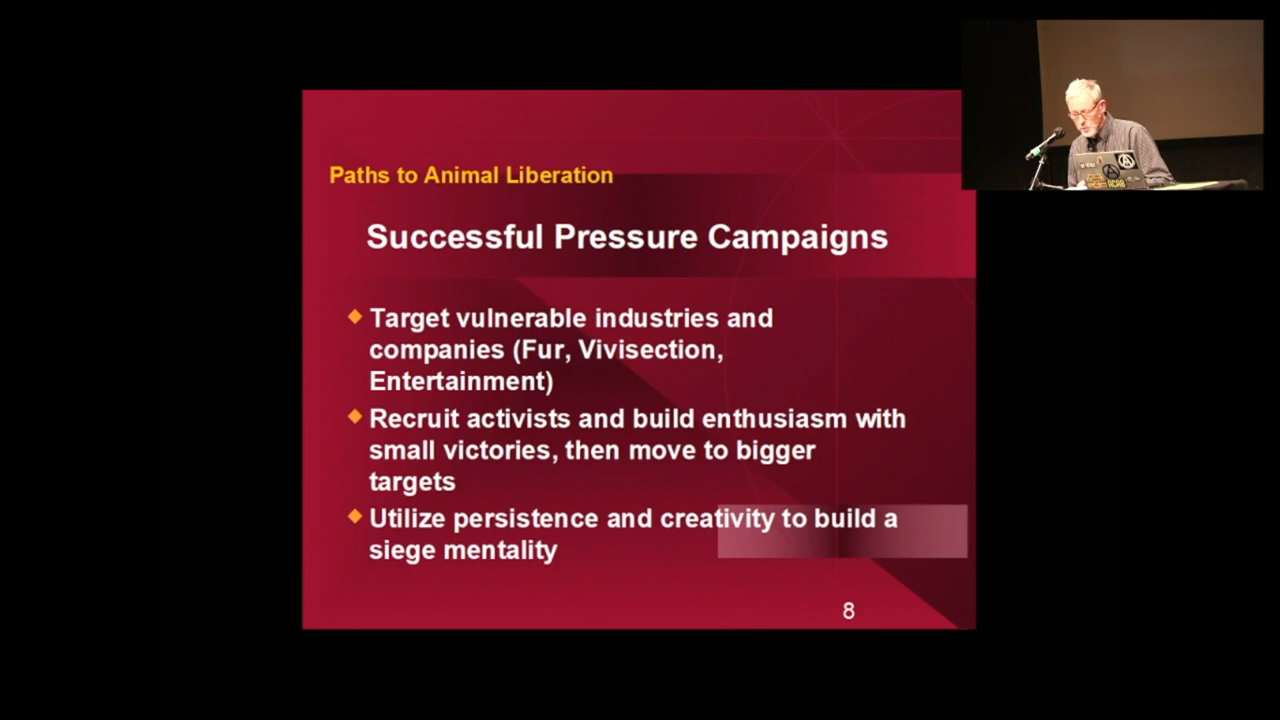 Paths to Animal Liberation
Successful Pressure Campaigns
Target vulnerable industries and
companies (Fur, Vivisection,
Entertainment)
Recruit activists and build enthusiasm with
small victories, then move to bigger
targets
Utilize persistence and creativity to build a
siege mentality
8
ACAB